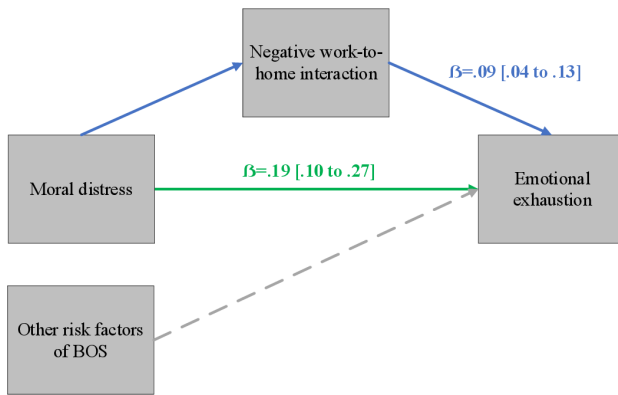 Negative work-to-
home interaction
ß=.09 [.04 to .13]
Moral distress
ß=.19 [.10 to .27]
Emotional
exhaustion
Other risk factors
of BOS